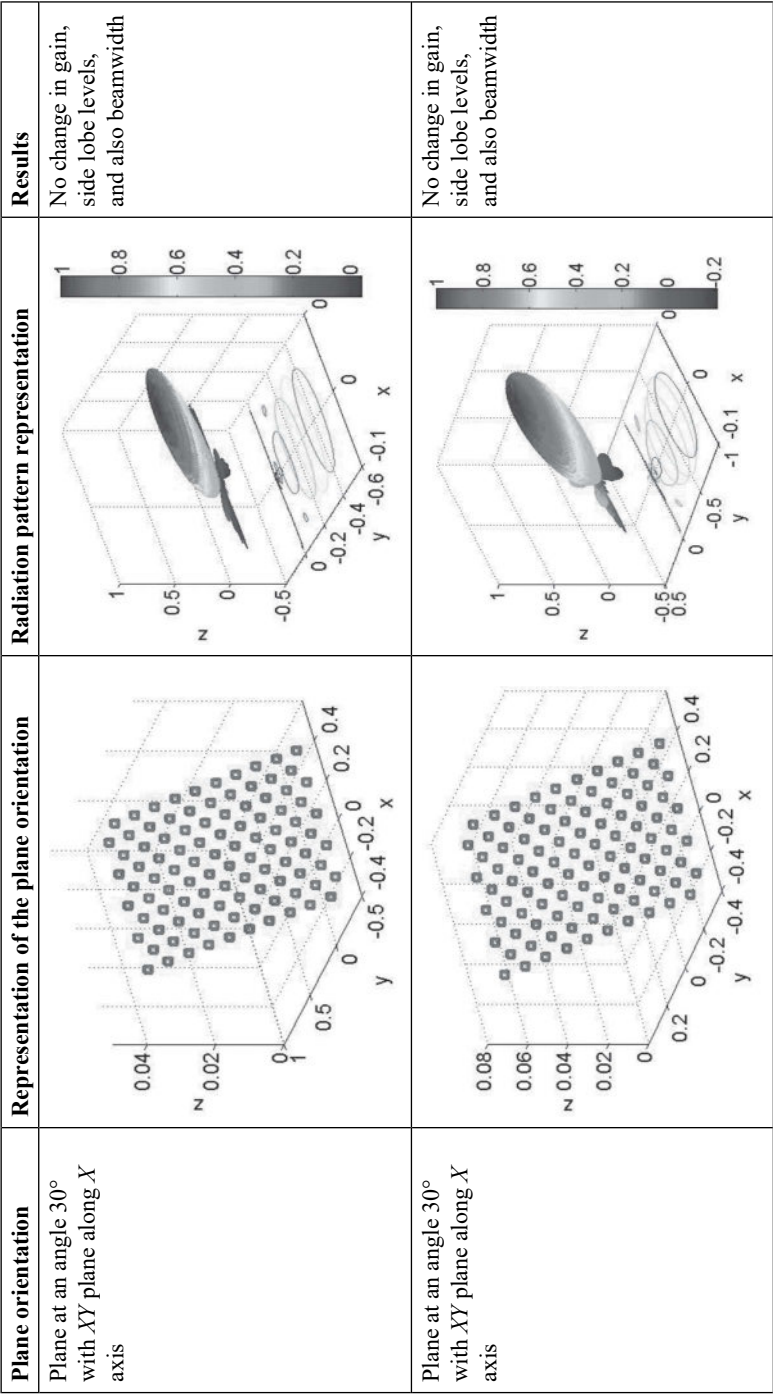 Plane orientation
Representation of the plane orientation
Radiation pattern representation
Results
Plane at an angle 30°
with XY plane along X
axis
0.04
0.02
0
z
1
0.5
0
-0.5
y
-0.4
-0.2
0
0.2
0.4
x
1
0.5
0
-0.5
z
0
-0.2
-0.4
-0.6
y
-0.1
0
0
x
1
0.8
0.6
0.4
0.2
0
No change in gain,
side lobe levels,
and also beamwidth
Plane at an angle 30°
with XY plane along X
axis
0.08
0.06
0.04
0.02
0
z
0.2
0
-0.2
-0.4
y
-0.4
-0.2
0
0.2
0.4
x
1
0.5
0
-0.5
z
0.5
0
-0.5
-1
y
-0.1
0
0
x
1
0.8
0.6
0.4
0.2
0
-0.2
No change in gain,
side lobe levels,
and also beamwidth